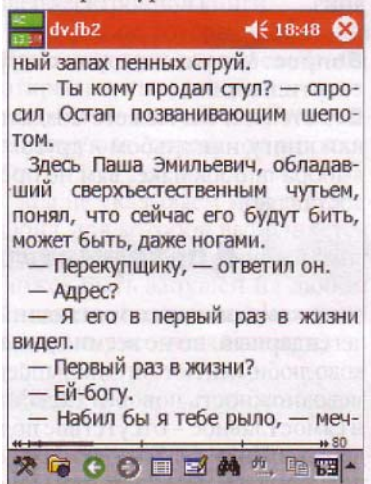 dv.fb2 18:48
ный запах пенных струй.
— Ты кому продал стул? — спро-
сил Остап позванивающим шепо-
том.
Здесь Паша Эмильевич, обладав-
ший сверхъестественным чутьем,
понял, что сейчас его будут бить,
может быть, даже ногами.
— Перекупщику, — ответил он.
— Адрес?
— Я его в первый раз в жизни
видел.
— Первый раз в жизни?
— Ей-богу.
— Набил бы я тебе рыло, — меч-
80